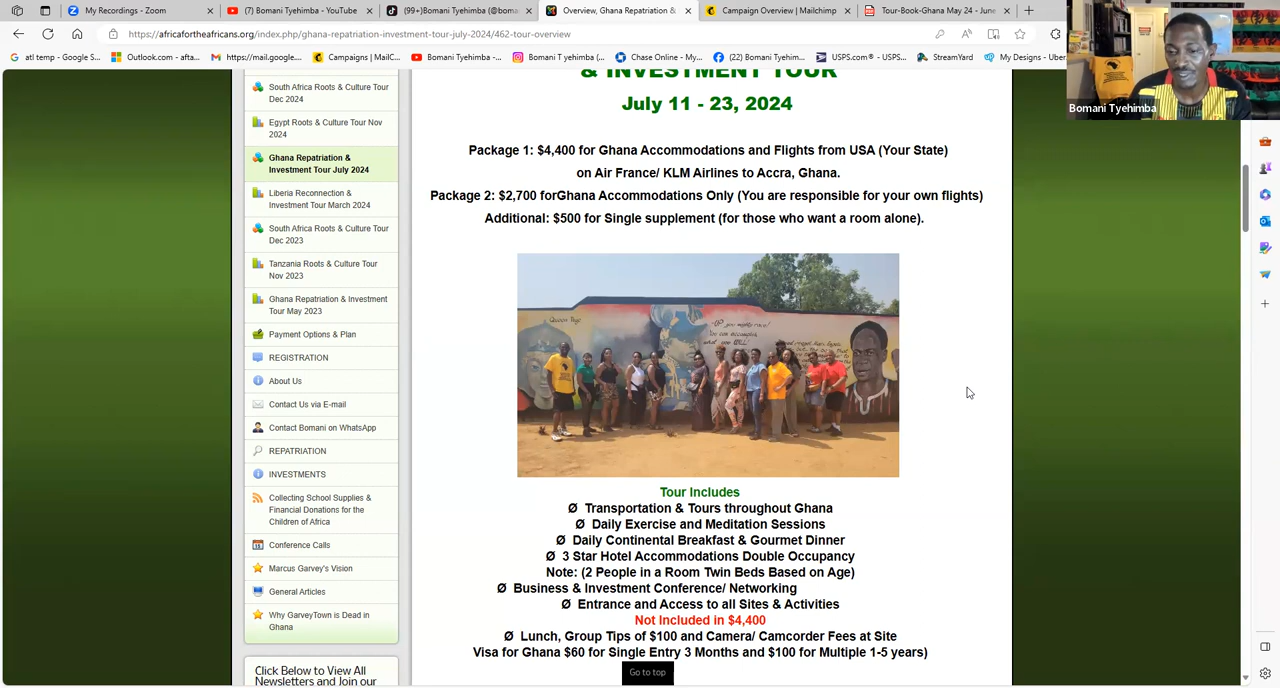 My Recordings - Zoom
(7) Bomani Tyehimba - YouTube
(99+)Bomani Tyehimba (@boma
Overview, Ghana Repatriation &
Campaign Overview | Mailchimp
Tour-Book-Ghana May 24 - June
https://africafortheafricans.org/index.php/ghana-repatriation-investment-tour-july-2024/462-tour-overview
atl temp - Google S...
Outlook.com - afta...
https://mail.google....
Campaigns | MailC...
Bomani Tyehimba -...
Bomani T yehimba (...
Chase Online - My...
(22) Bomani Tyehim...
USPS.com® - USPS...
StreamYard
My Designs - Uber
Bomani Tyehimba
South Africa Roots & Culture Tour
Dec 2024
Egypt Roots & Culture Tour Nov
2024
Ghana Repatriation &
Investment Tour July 2024
Liberia Reconnection &
Investment Tour March 2024
South Africa Roots & Culture Tour
Dec 2023
Tanzania Roots & Culture Tour
Nov 2023
Ghana Repatriation & Investment
Tour May 2023
Payment Options & Plan
REGISTRATION
About Us
Contact Us via E-mail
Contact Bomani on WhatsApp
REPATRIATION
INVESTMENTS
Collecting School Supplies &
Financial Donations for the
Children of Africa
Conference Calls
Marcus Garvey's Vision
General Articles
Why GarveyTown is Dead in
Ghana
Click Below to View All
Newsletters and Join our
& INVESTMENT TOUR
July 11 - 23, 2024
Package 1: $4,400 for Ghana Accommodations and Flights from USA (Your State)
on Air France/ KLM Airlines to Accra, Ghana.
Package 2: $2,700 forGhana Accommodations Only (You are responsible for your own flights)
Additional: $500 for Single supplement (for those who want a room alone).
Tour Includes
Ø Transportation & Tours throughout Ghana
Ø Daily Exercise and Meditation Sessions
Ø Daily Continental Breakfast & Gourmet Dinner
Ø 3 Star Hotel Accommodations Double Occupancy
Note: (2 People in a Room Twin Beds Based on Age)
Ø Business & Investment Conference/ Networking
Ø Entrance and Access to all Sites & Activities
Not Included in $4,400
Ø Lunch, Group Tips of $100 and Camera/ Camcorder Fees at Site
Visa for Ghana $60 for Single Entry 3 Months and $100 for Multiple 1-5 years)
Go to top